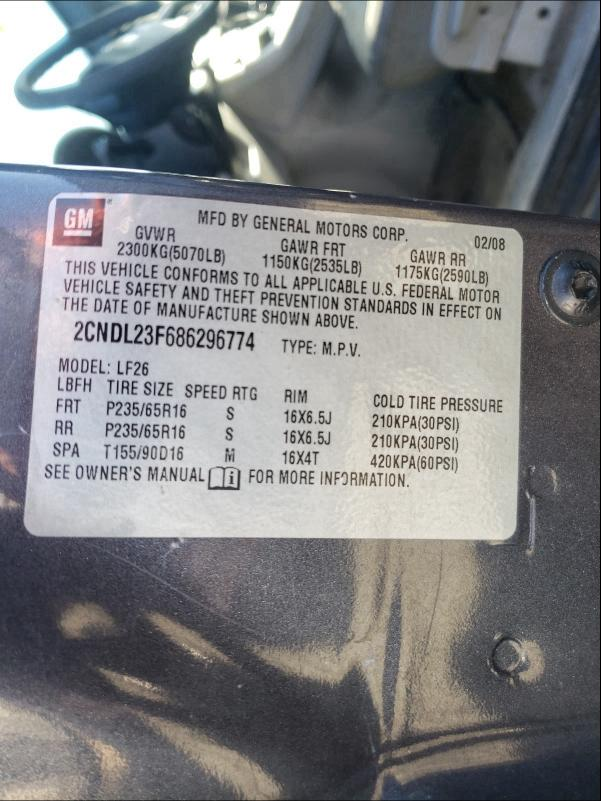 GM
MFD BY GENERAL MOTORS CORP. 02/08
GVWR GAWR FRT GAWR RR
2300KG(5070LB) 1150KG(2535LB) 1175KG(2590LB)
THIS VEHICLE CONFORMS TO ALL APPLICABLE U.S. FEDERAL MOTOR
VEHICLE SAFETY AND THEFT PREVENTION STANDARDS IN EFFECT ON
THE DATE OF MANUFACTURE SHOWN ABOVE.
2CNDL23F686296774 TYPE: M.P.V.
MODEL: LF26
LBFH TIRE SIZE SPEED RTG RIM COLD TIRE PRESSURE
FRT P235/65R16 S 16X6.5J 210KPA(30PSI)
RR P235/65R16 S 16X6.5J 210KPA(30PSI)
SPA T155/90D16 M 16X4T 420KPA(60PSI)
SEE OWNER'S MANUAL i FOR MORE INFORMATION.